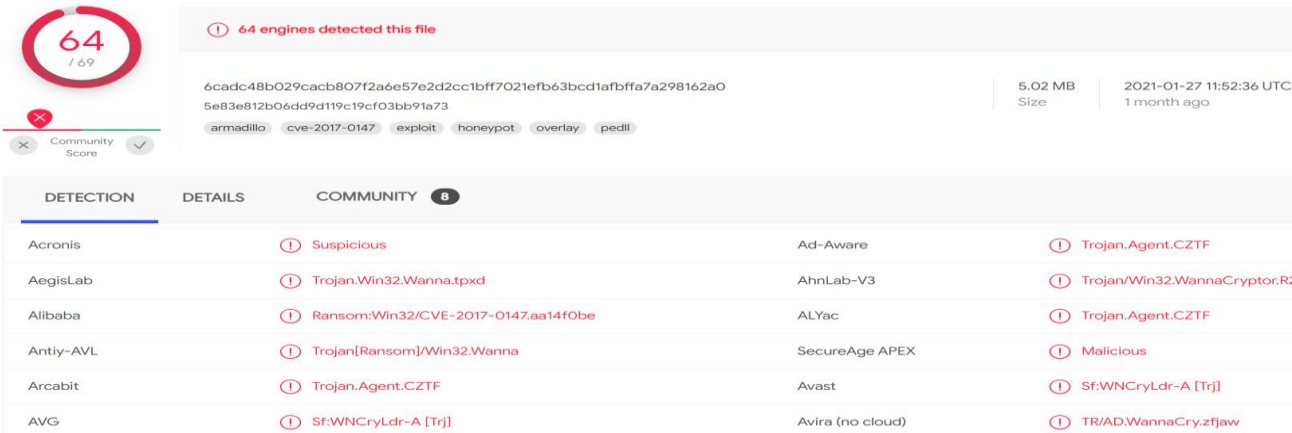 64
/ 69
64 engines detected this file
6cadc48b029cacb807f2a6e57e2d2cc1bff7021efb63bcd1afbffa7a298162a0
5e83e812b06dd9d119c19cf03bb91a73
armadillo cve-2017-0147 exploit honeypot overlay pedll
5.02 MB
Size
2021-01-27 11:52:36 UTC
1 month ago
Community
Score
DETECTION DETAILS COMMUNITY 8
Acronis Suspicious Ad-Aware Trojan.Agent.CZTF
AegisLab Trojan.Win32.Wanna.tpxd AhnLab-V3 Trojan/Win32.WannaCryptor.R2
Alibaba Ransom:Win32/CVE-2017-0147.aa14f0be ALYac Trojan.Agent.CZTF
Antiy-AVL Trojan[Ransom]/Win32.Wanna SecureAge APEX Malicious
Arcabit Trojan.Agent.CZTF Avast Sf:WNCryLdr-A [Trj]
AVG Sf:WNCryLdr-A [Trj] Avira (no cloud) TR/AD.WannaCry.zfjaw